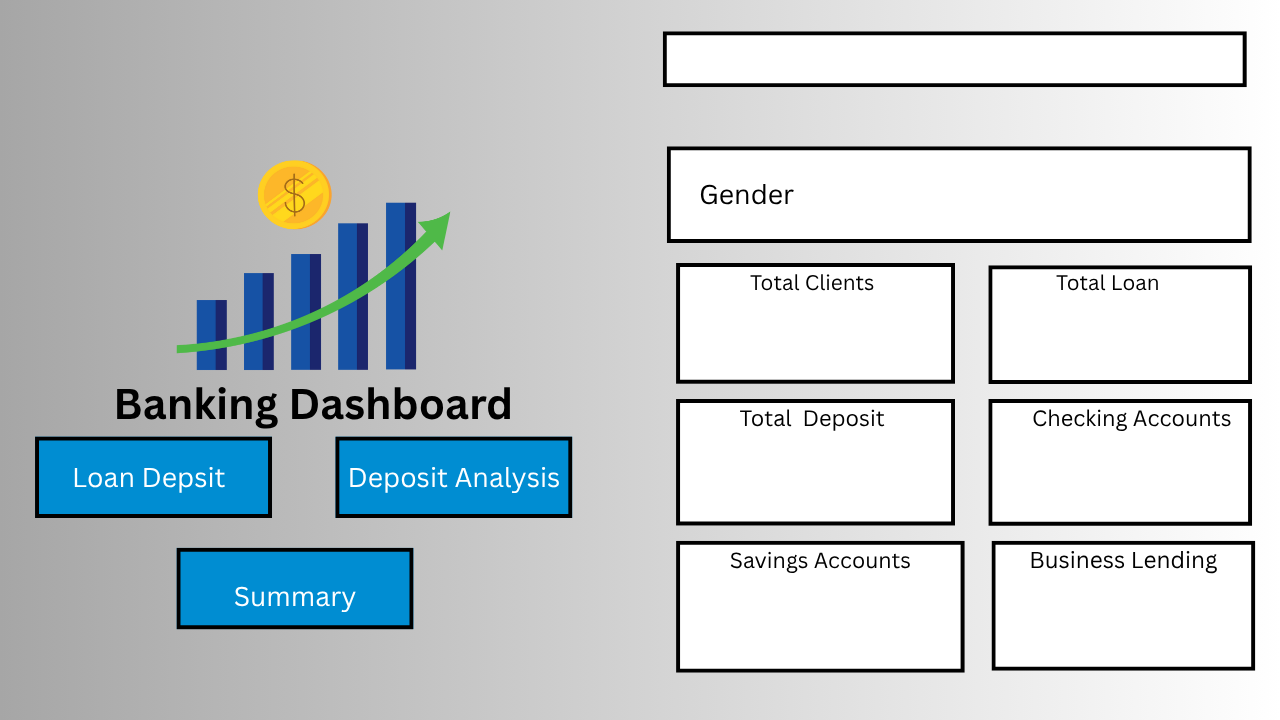 $
Banking Dashboard
Loan Depsit
Deposit Analysis
Summary
Gender
Total Clients
Total Loan
Total  Deposit
Checking Accounts
Savings Accounts
Business Lending